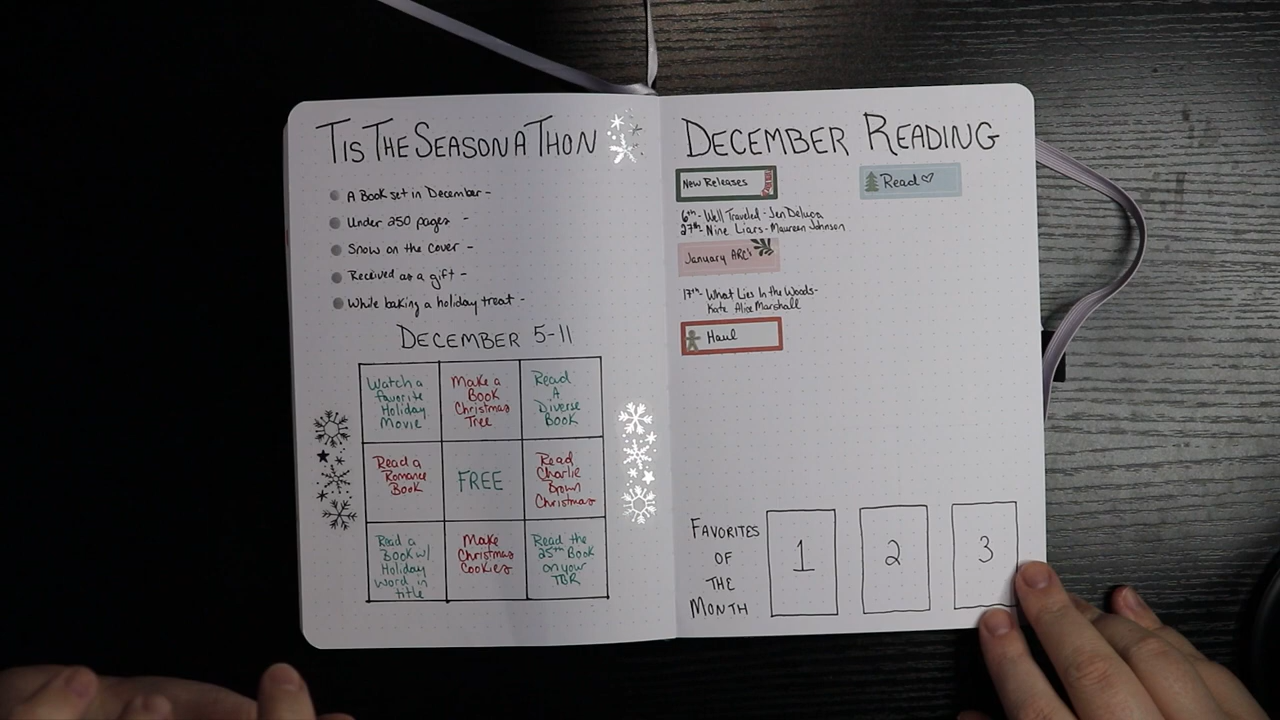 Tis The Season A Thon
A Book set in December -
Under 250 pages -
Snow on the cover -
Received as a gift -
While baking a holiday treat -
December 5-11
Watch a
favorite
Holiday
Movie
Make a
Book
Christmas
Tree
Read
A
Diverse
Book
Read a
Romance
Book
FREE
Read
Charlie
Brown
Christmas
Read a
Book w/
Holiday
word in
title
Make
Christmas
Cookies
Read the
25th Book
on your
TBR
December Reading
New Releases
6th - Well Traveled - Jen Deluca
27th - Nine Liars - Maureen Johnson
January ARC's
17th - What Lies In the Woods -
Kate Alice Marshall
Haul
Read ♡
Favorites
of
the
Month
1
2
3